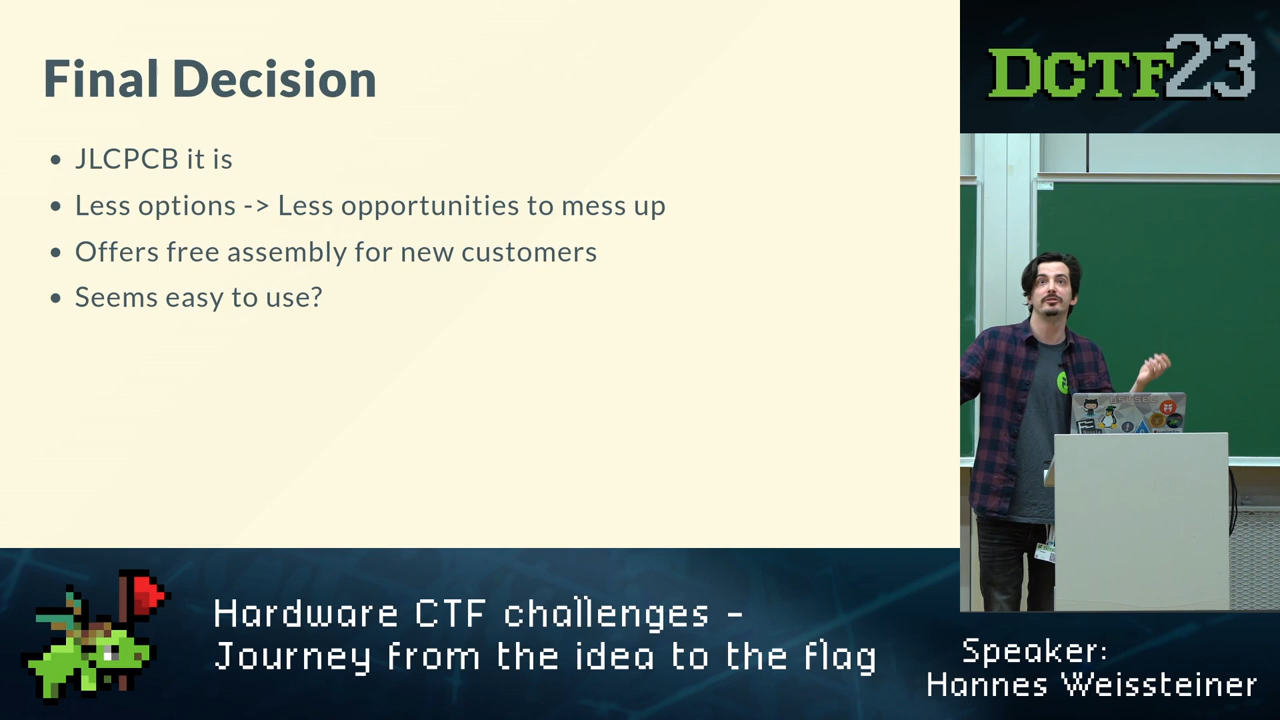 Final Decision
JLCPCB it is
Less options -> Less opportunities to mess up
Offers free assembly for new customers
Seems easy to use?
DCTF23
Hardware CTF challenges -
Journey from the idea to the flag
Speaker:
Hannes Weissteiner